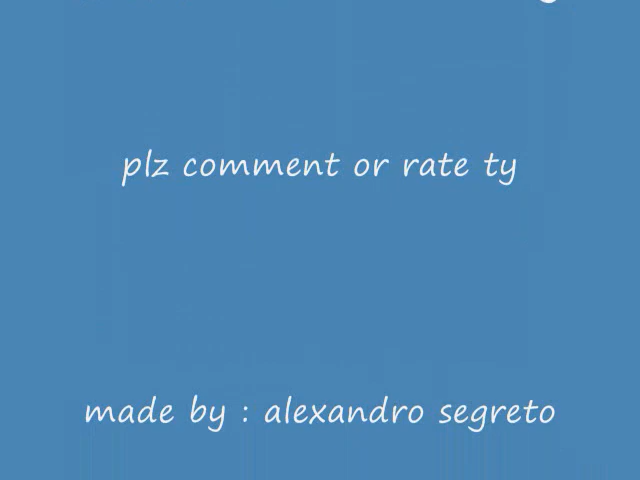 plz comment or rate ty
made by : alexandro segreto